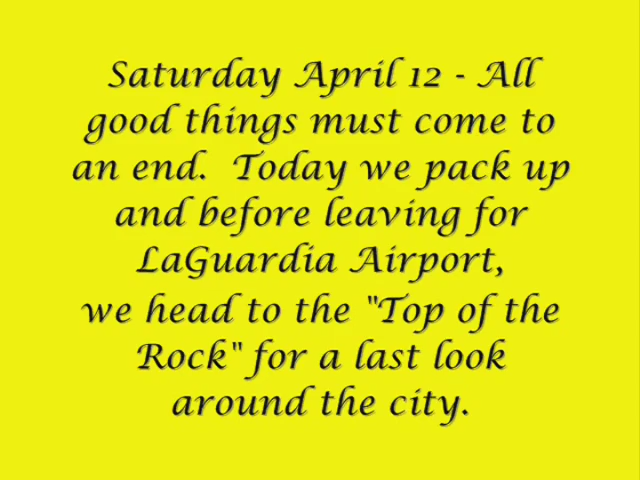 Saturday April 12 - All
good things must come to
an end.  Today we pack up
and before leaving for
LaGuardia Airport,
we head to the "Top of the
Rock" for a last look
around the city.